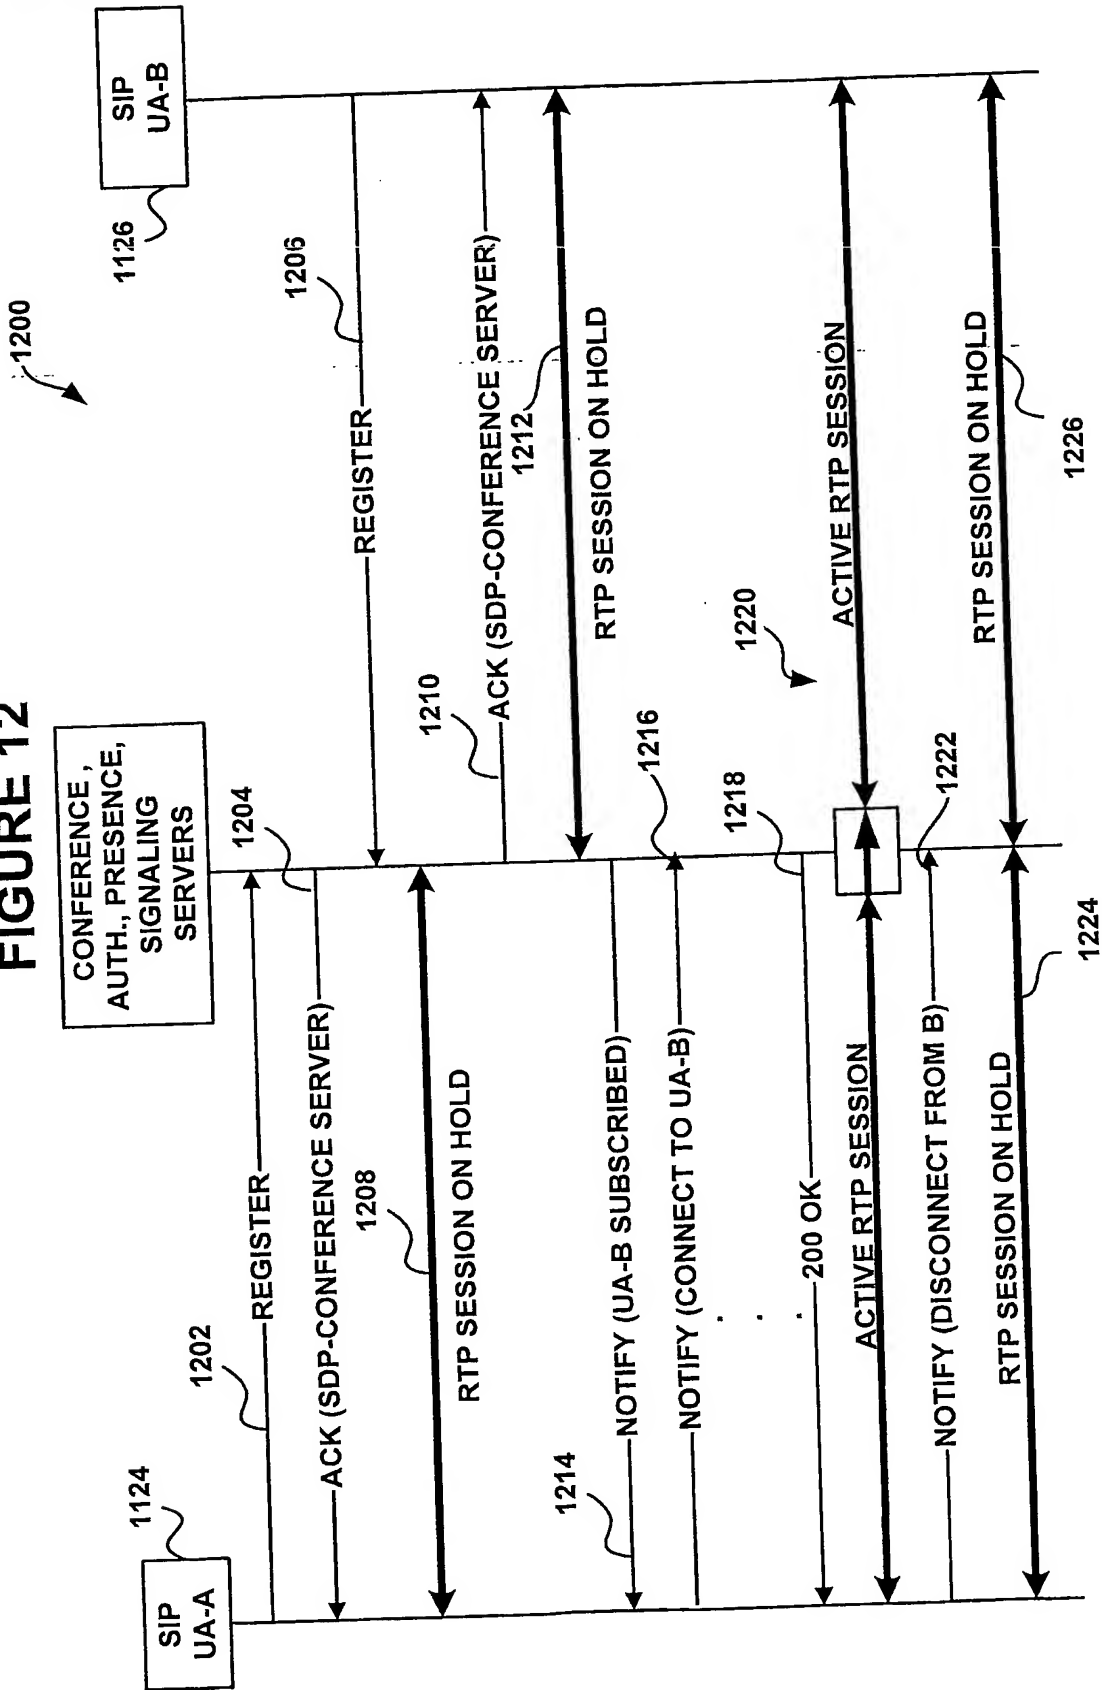 FIGURE 12
1200
SIP
UA-A
1124
CONFERENCE,
AUTH., PRESENCE,
SIGNALING
SERVERS
SIP
UA-B
1126
1202
REGISTER
1204
ACK (SDP-CONFERENCE SERVER)
1206
REGISTER
RTP SESSION ON HOLD
1208
1210
ACK (SDP-CONFERENCE SERVER)
1212
RTP SESSION ON HOLD
1214
NOTIFY (UA-B SUBSCRIBED)
1216
NOTIFY (CONNECT TO UA-B)
. . .
1218
200 OK
1220
ACTIVE RTP SESSION
ACTIVE RTP SESSION
1222
NOTIFY (DISCONNECT FROM B)
RTP SESSION ON HOLD
1224
RTP SESSION ON HOLD
1226